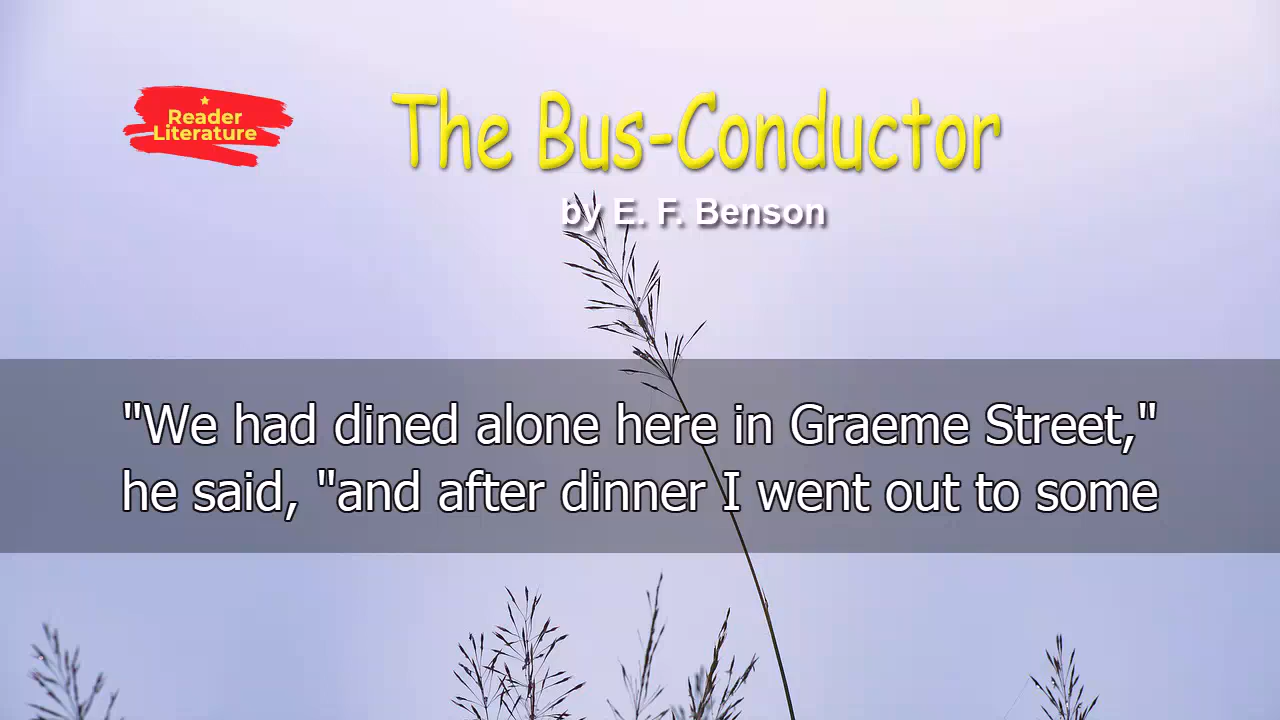 Reader
Literature
The Bus-Conductor
by E. F. Benson
"We had dined alone here in Graeme Street,"
he said, "and after dinner I went out to some